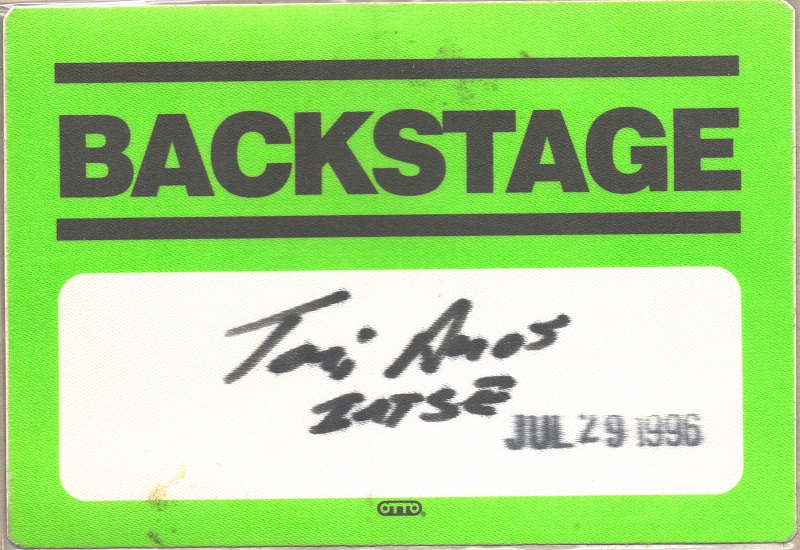 BACKSTAGE
Tori Amos
IATSE
JUL 29 1996
OTTO®